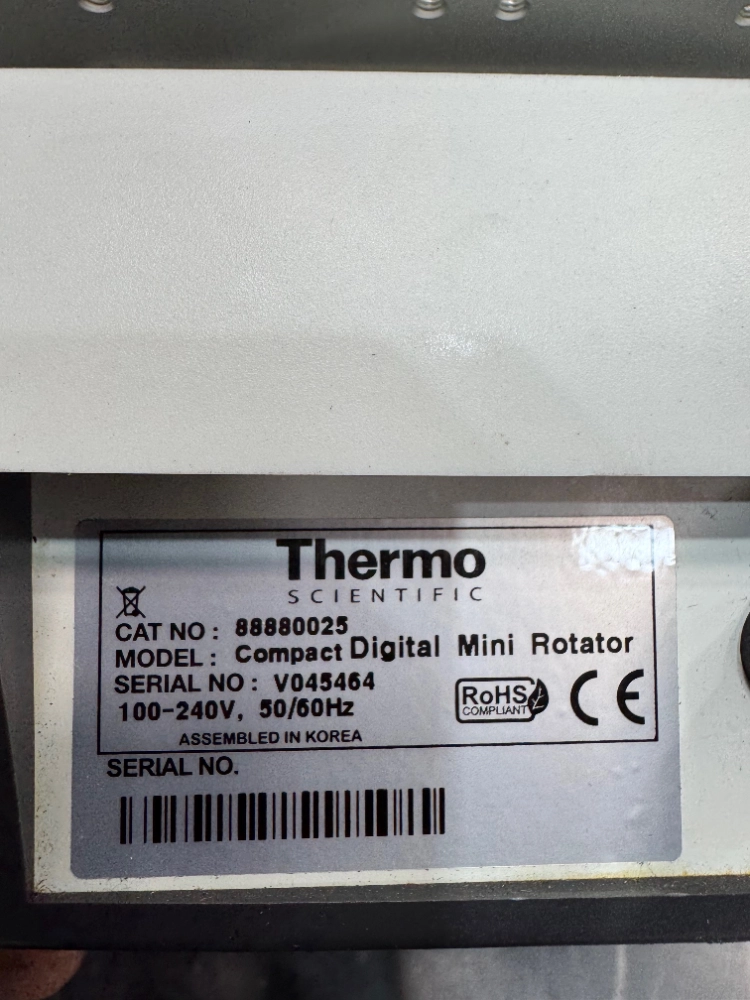 Thermo
SCIENTIFIC
CAT NO : 88880025
MODEL : Compact Digital Mini Rotator
SERIAL NO : V045464
100-240V, 50/60Hz
RoHS
COMPLIANT
CE
ASSEMBLED IN KOREA
SERIAL NO.